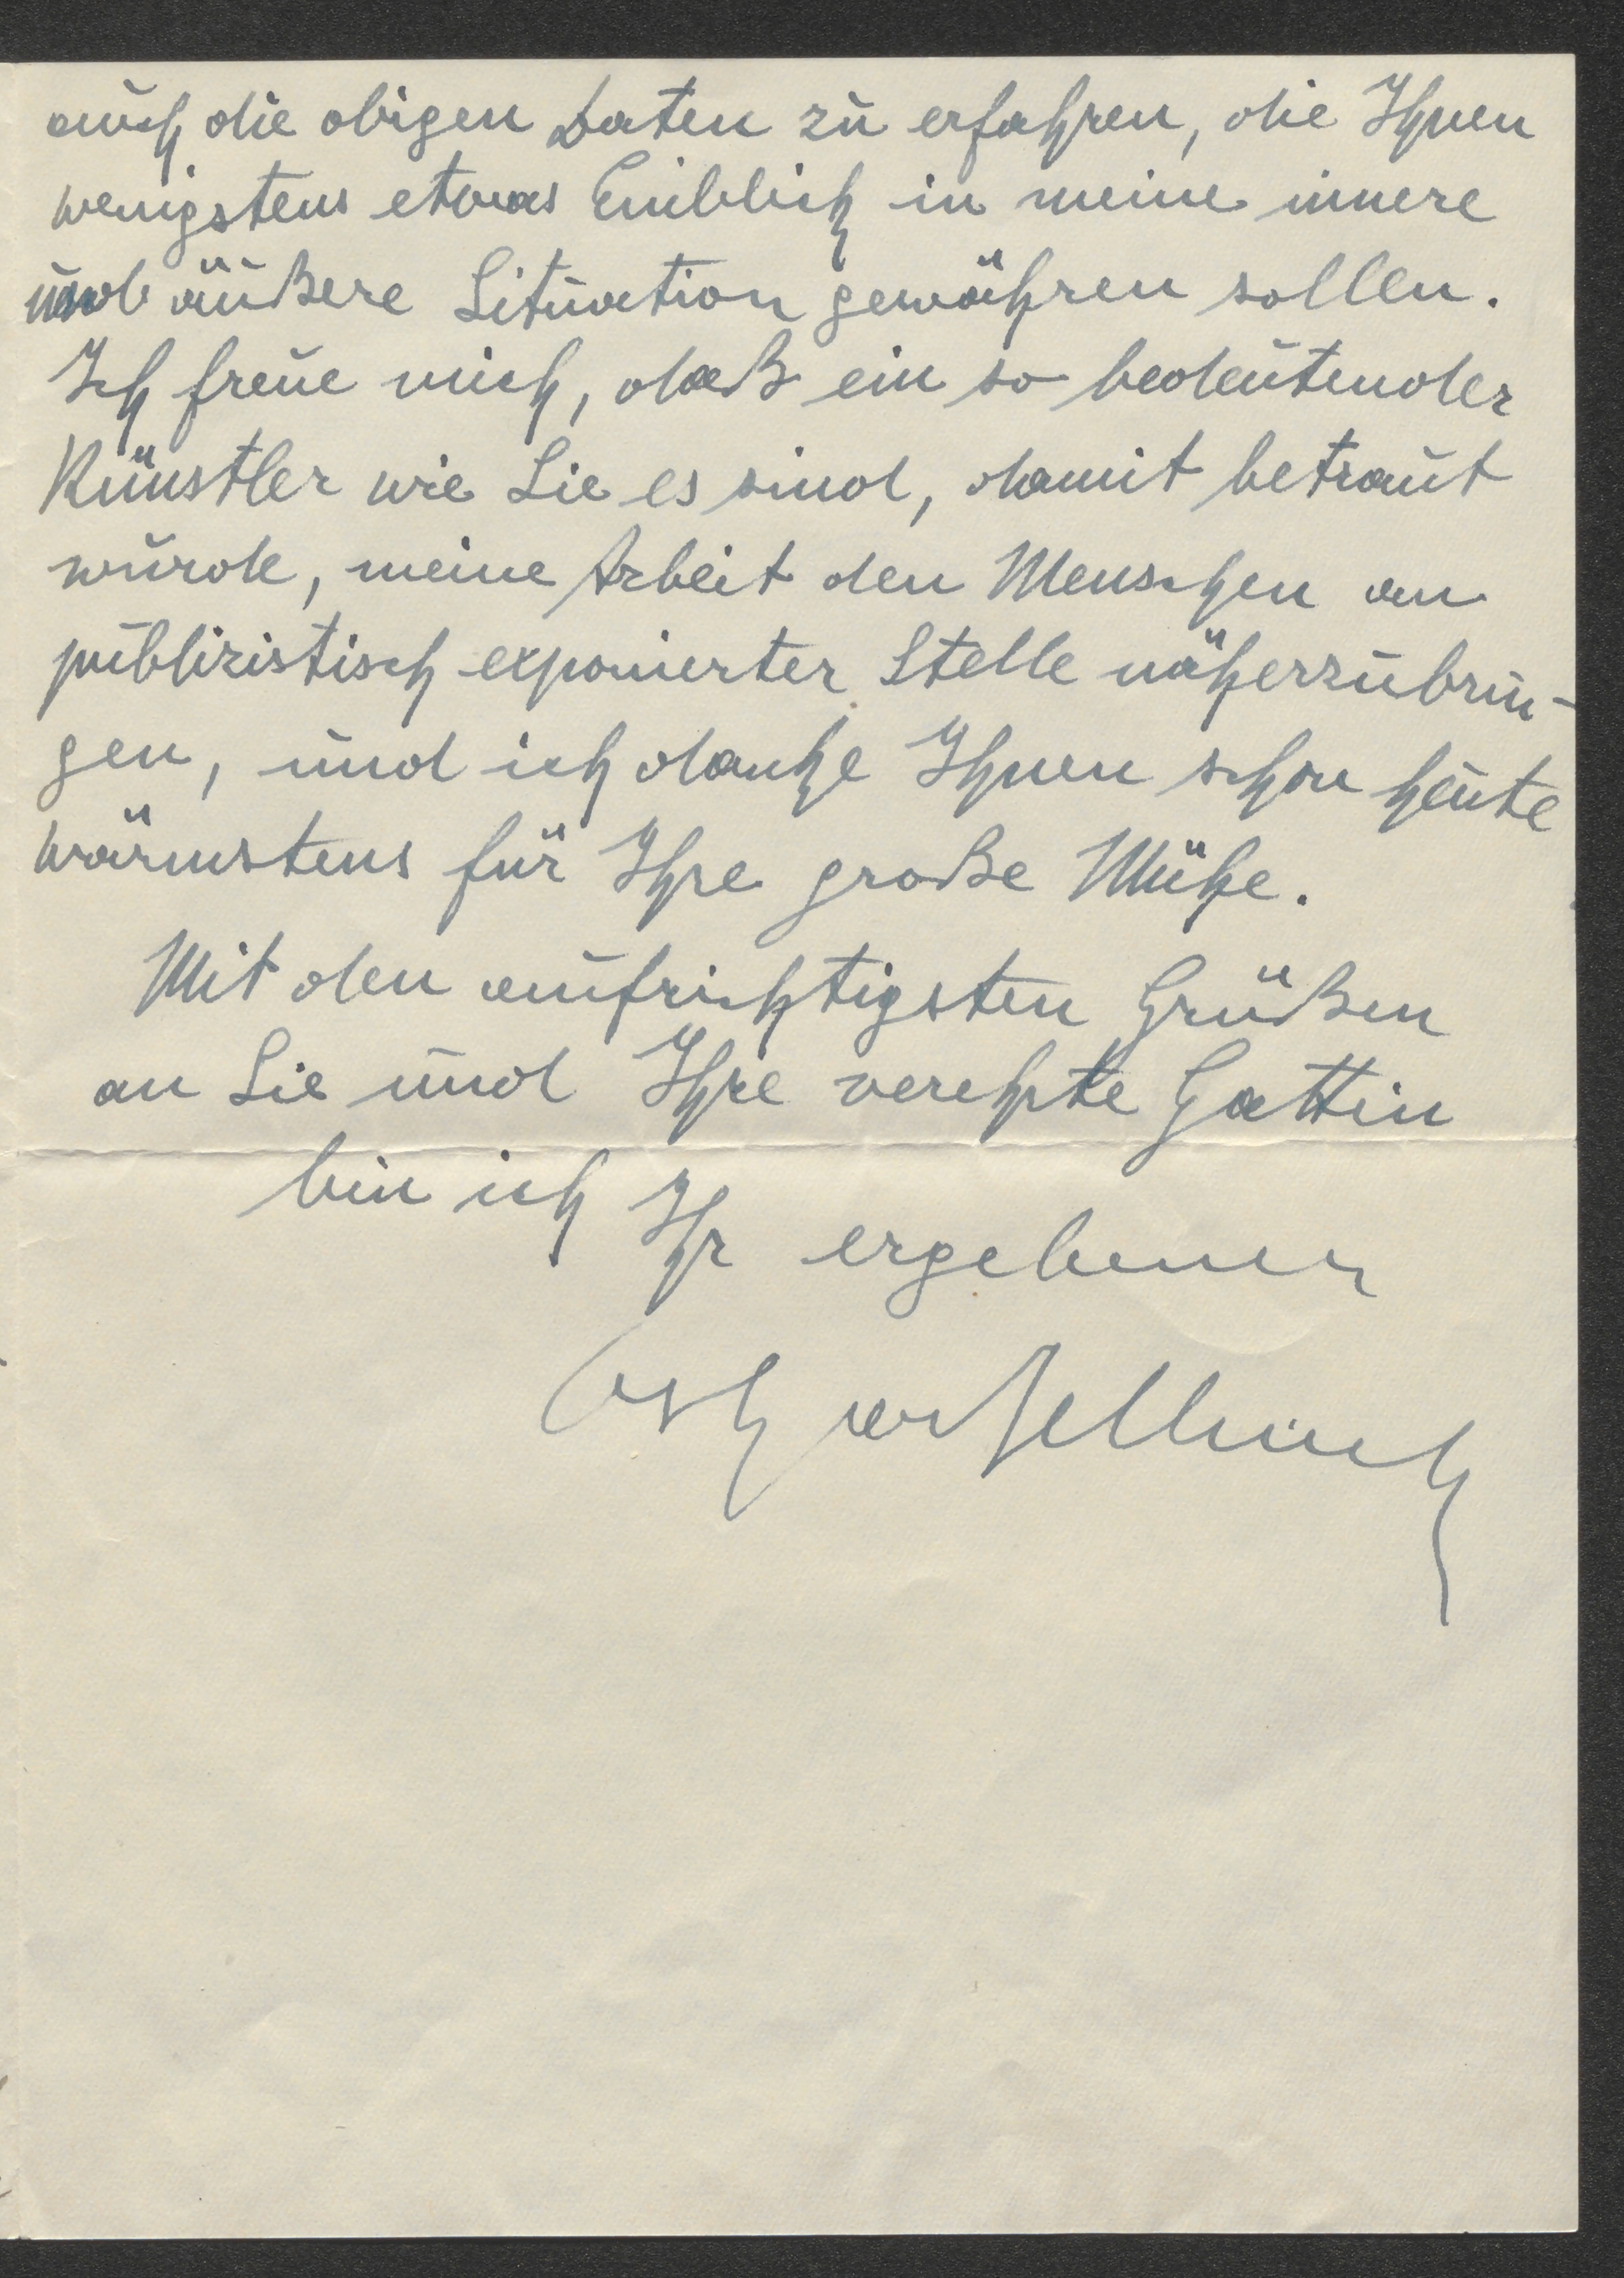 auch die obigen Daten zu erfahren, die Ihnen
wenigstens etwas Einblick in meine innere
und äußere Situation gewähren sollen.
Ich freue mich, daß ein so bedeutender
Künstler wie Sie es sind, damit betraut
wurde, meine Arbeit den Menschen an
publizistisch exponierter Stelle näherzubrin-
gen, und ich danke Ihnen schon heute
wärmstens für Ihre große Mühe.
Mit den aufrichtigsten Grüßen
an Sie und Ihre verehrte Gattin
bin ich Ihr ergebener